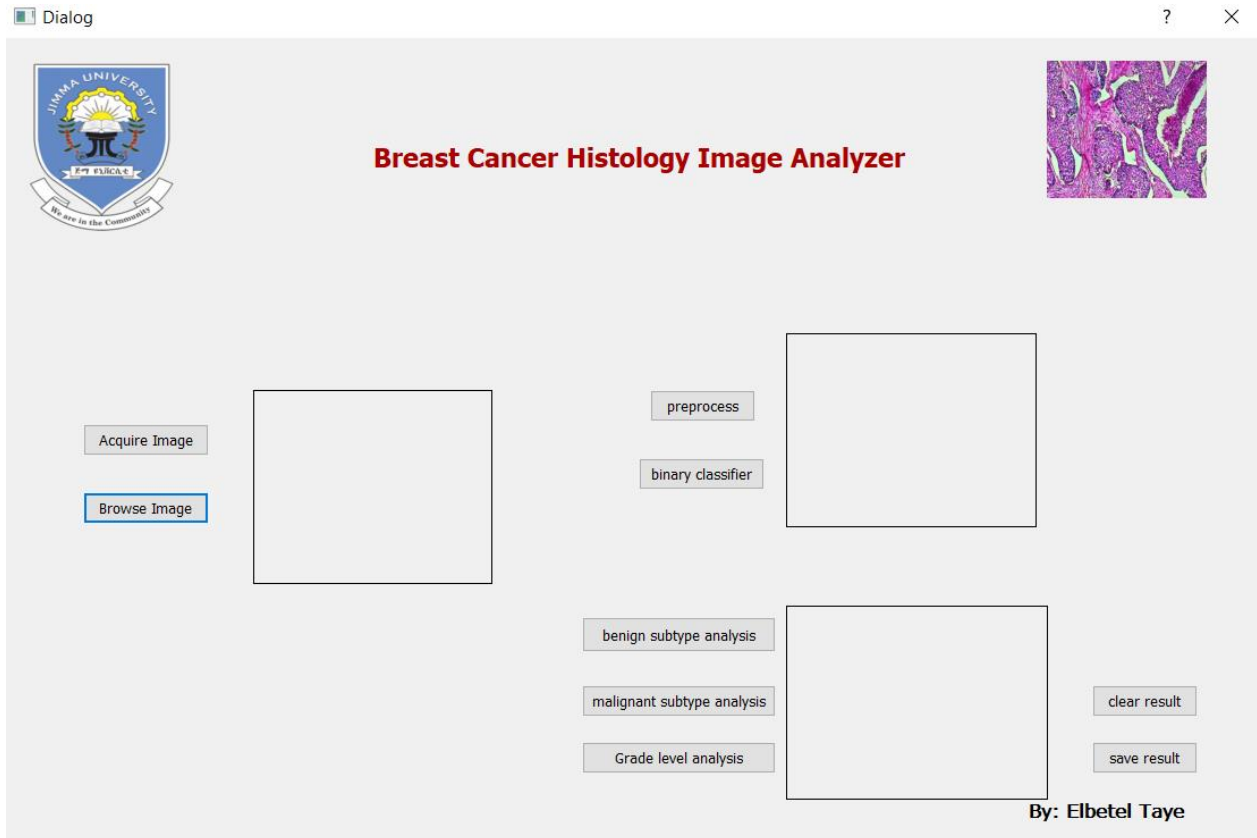 Dialog
?
JIMMA UNIVERSITY
We are in the Community
Breast Cancer Histology Image Analyzer
Acquire Image
Browse Image
preprocess
binary classifier
benign subtype analysis
malignant subtype analysis
Grade level analysis
clear result
save result
By: Elbetel Taye